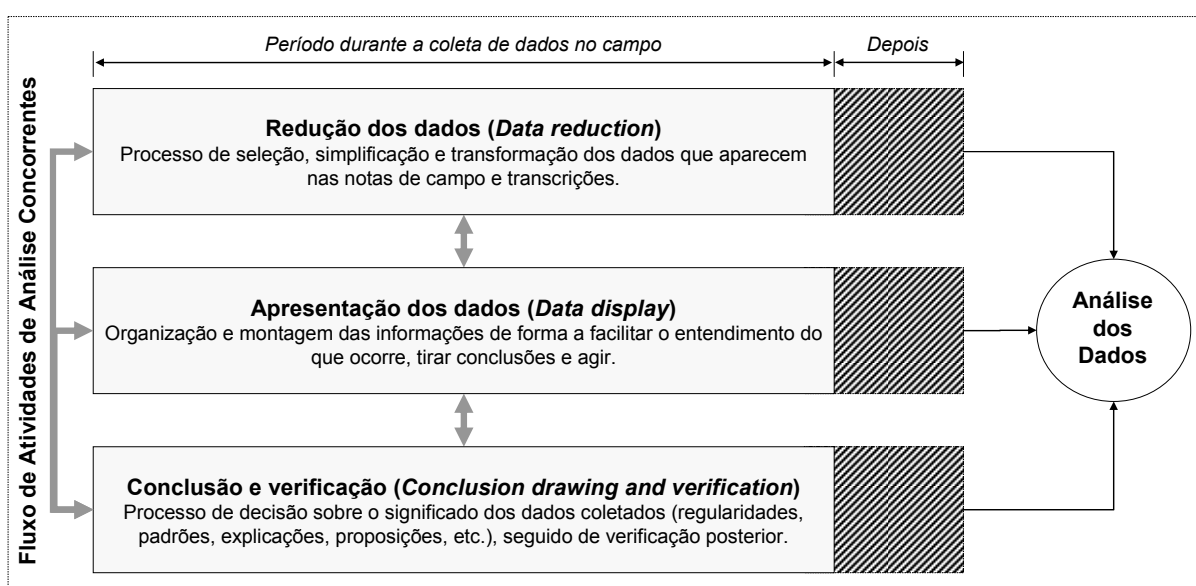 Período durante a coleta de dados no campo
Depois
Fluxo de Atividades de Análise Concorrentes
Redução dos dados (Data reduction)
Processo de seleção, simplificação e transformação dos dados que aparecem
nas notas de campo e transcrições.
Apresentação dos dados (Data display)
Organização e montagem das informações de forma a facilitar o entendimento do
que ocorre, tirar conclusões e agir.
Conclusão e verificação (Conclusion drawing and verification)
Processo de decisão sobre o significado dos dados coletados (regularidades,
padrões, explicações, proposições, etc.), seguido de verificação posterior.
Análise
dos
Dados